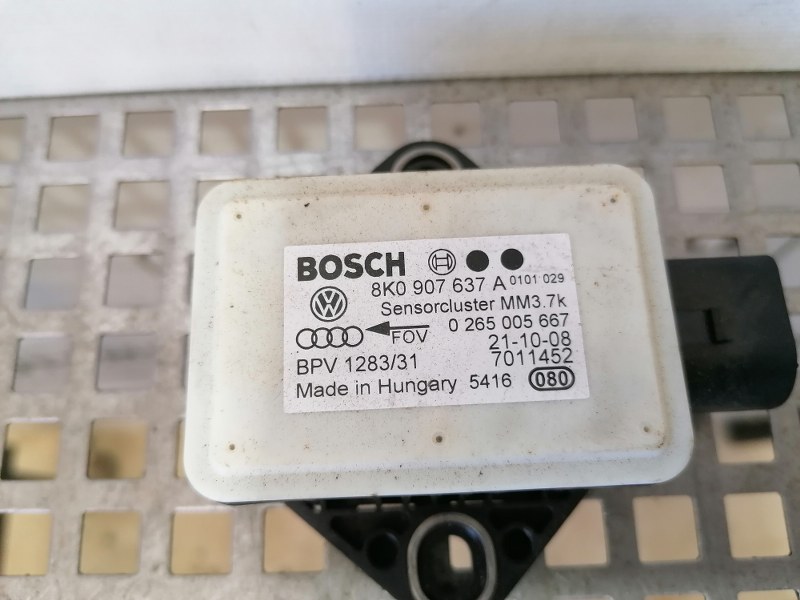 BOSCH
8K0 907 637 A 0101 029
Sensorcluster MM3.7k
FOV 0 265 005 667
21-10-08
BPV 1283/31 7011452
Made in Hungary 5416 080
L